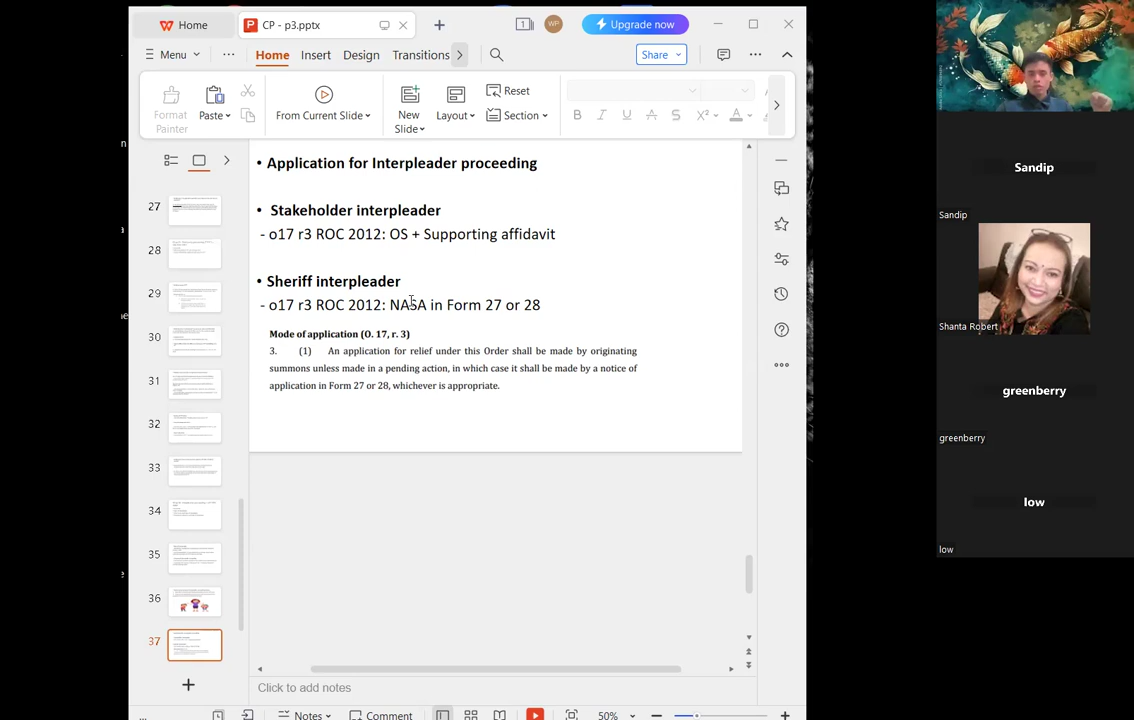 Home
CP - p3.pptx
WP
Upgrade now
Menu
Home
Insert
Design
Transitions
Share
Format Painter
Paste
From Current Slide
New Slide
Layout
Reset
Section
B
I
U
A
S
X²
A
• Application for Interpleader proceeding
• Stakeholder interpleader
- o17 r3 ROC 2012: OS + Supporting affidavit
• Sheriff interpleader
- o17 r3 ROC 2012: NASA in Form 27 or 28
Mode of application (O. 17, r. 3)
3. (1) An application for relief under this Order shall be made by originating
summons unless made in a pending action, in which case it shall be made by a notice of
application in Form 27 or 28, whichever is appropriate.
27
28
29
30
31
32
33
34
35
36
37
Click to add notes
Notes
Comment
50%
Sandip
Sandip
Shanta Robert
greenberry
greenberry
low
low